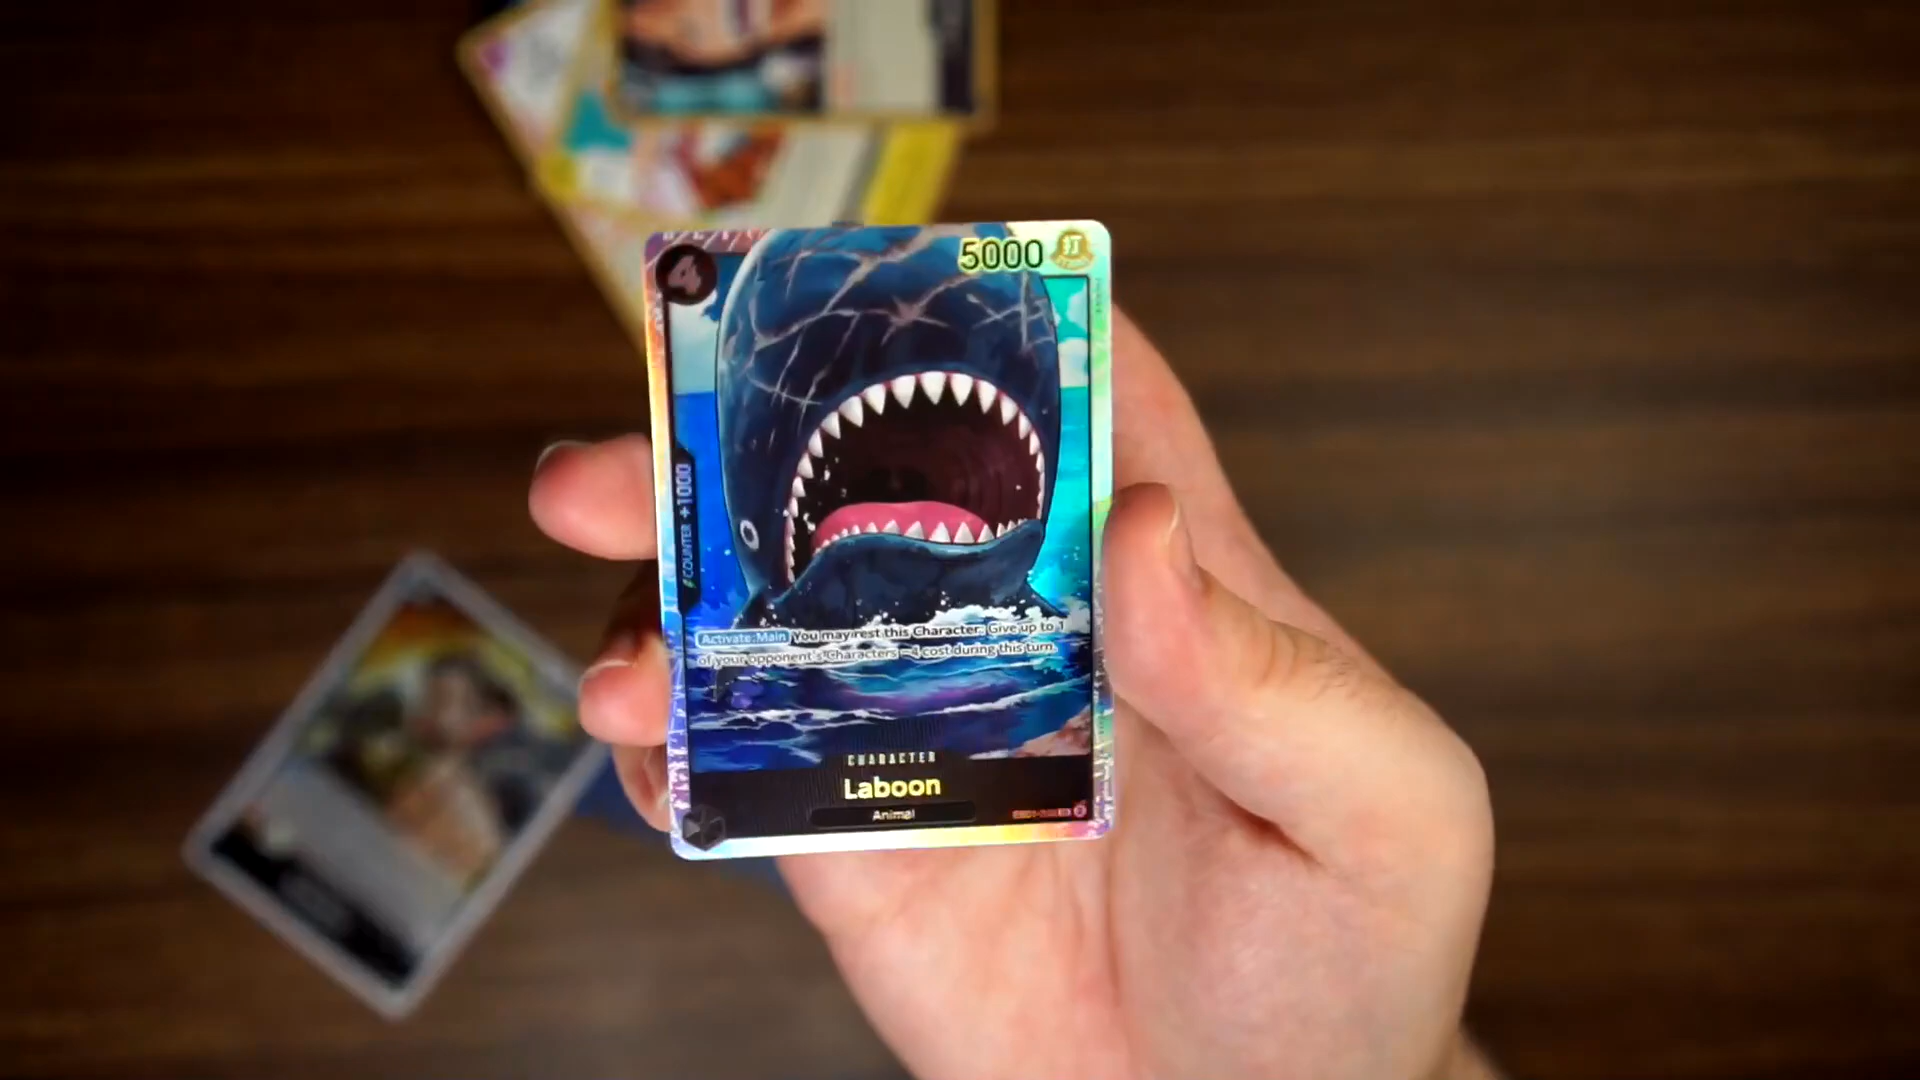 4
5000
打
COUNTER +1000
Activate: Main You may rest this Character: Give up to 1
of your opponent's Characters −4 cost during this turn.
CHARACTER
Laboon
Animal